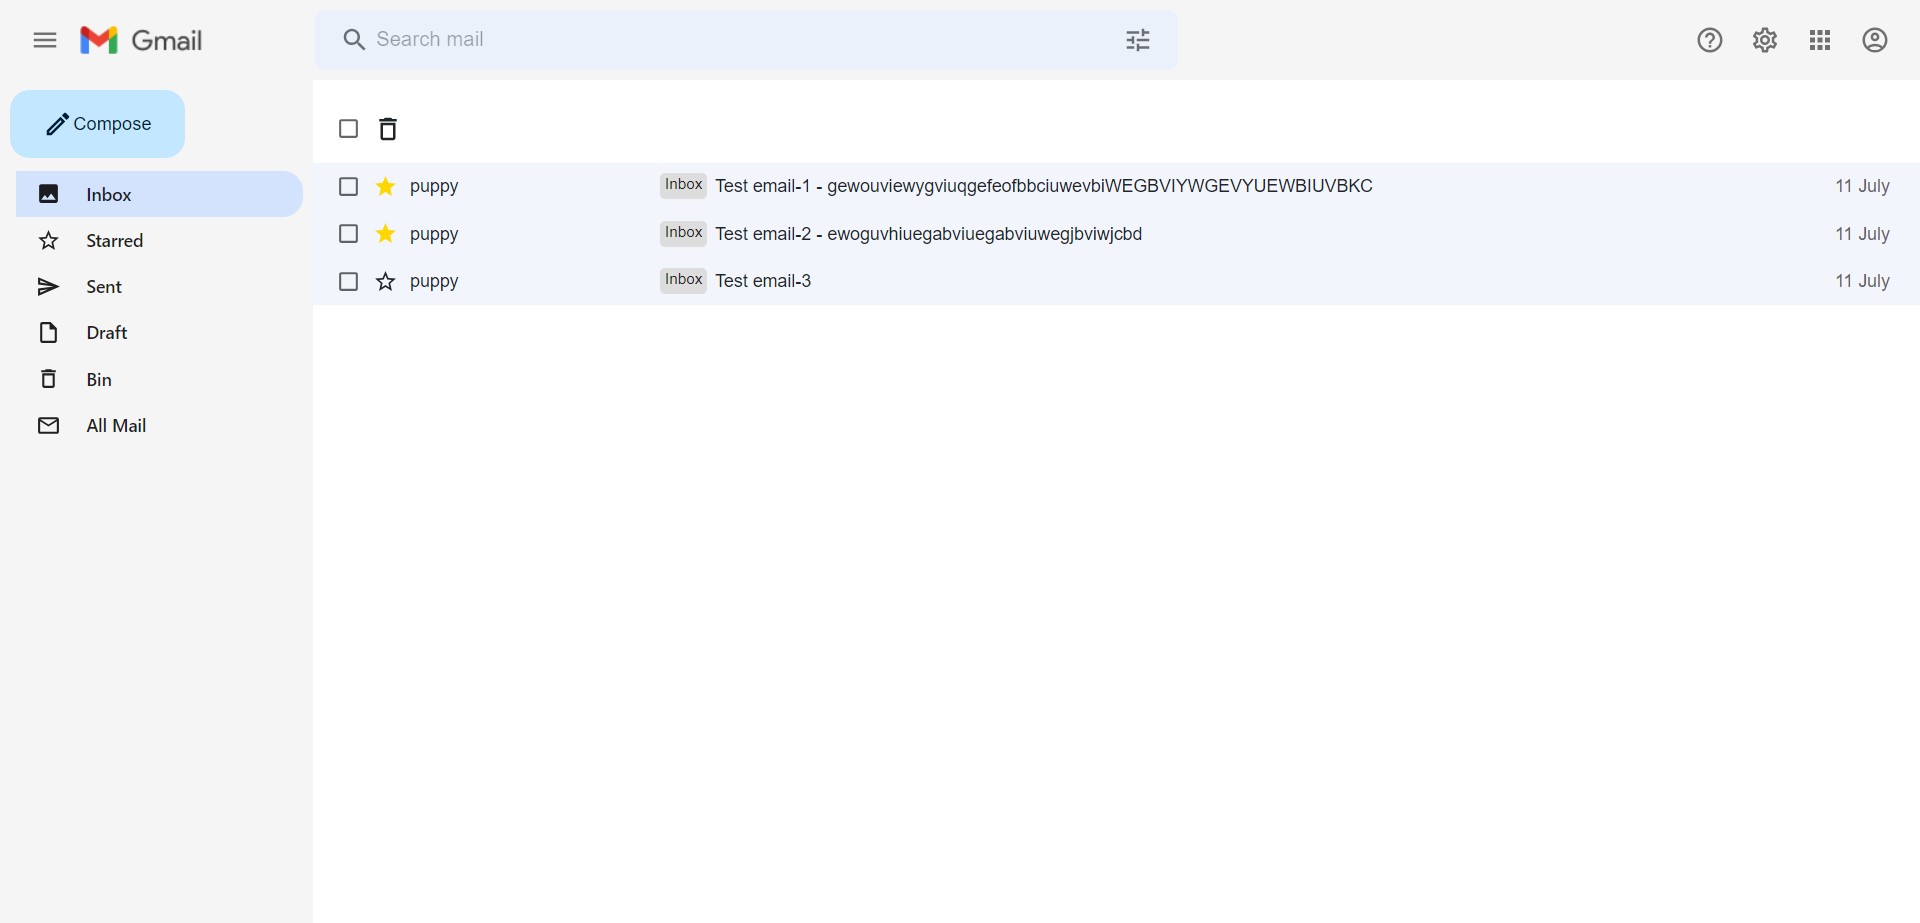 Gmail
Search mail
Compose
Inbox
Starred
Sent
Draft
Bin
All Mail
puppy Inbox Test email-1 - gewouviewygviuqgefeofbbciuwevbiWEGBVIYWGEVYUEWBIUVBKC 11 July
puppy Inbox Test email-2 - ewoguvhiuegabviuegabviuwegjbviwjcbd 11 July
puppy Inbox Test email-3 11 July